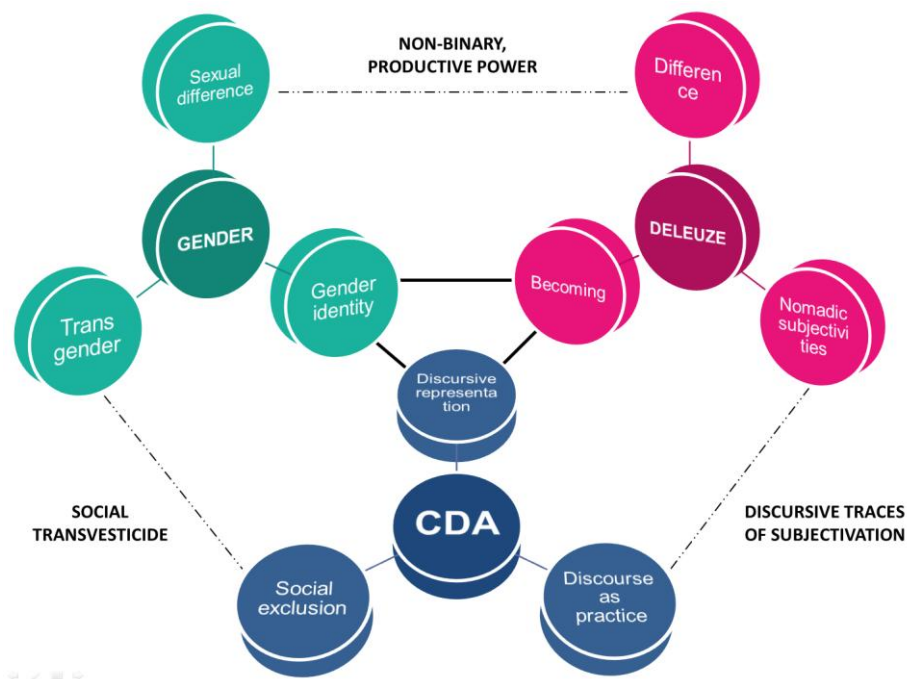 NON-BINARY,
PRODUCTIVE POWER
Sexual
difference
Differen
ce
GENDER
DELEUZE
Gender
identity
Becoming
Trans
gender
Nomadic
subjectivi
ties
Discursive
representa
tion
CDA
SOCIAL
TRANSVESTICIDE
DISCURSIVE TRACES
OF SUBJECTIVATION
Social
exclusion
Discourse
as
practice